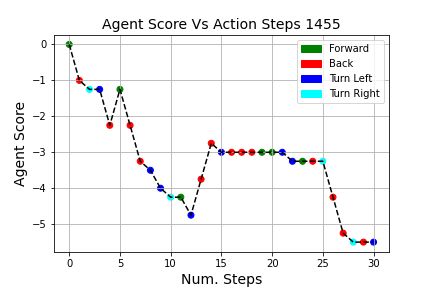 Agent Score Vs Action Steps 1455
Forward
Back
Turn Left
Turn Right
Agent Score
0
−1
−2
−3
−4
−5
0 5 10 15 20 25 30
Num. Steps